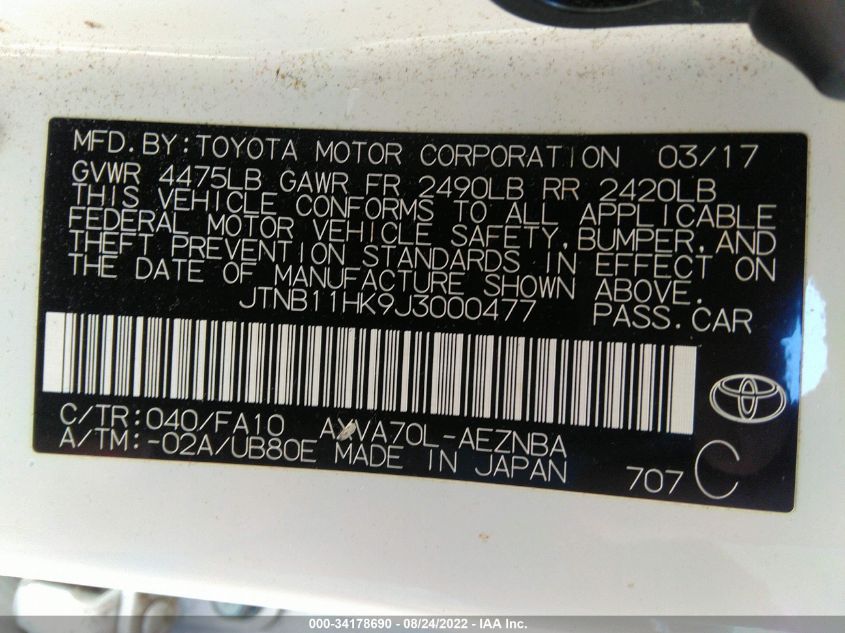 MFD.BY:TOYOTA MOTOR CORPORATION 03/17
GVWR 4475LB GAWR FR 2490LB RR 2420LB
THIS VEHICLE CONFORMS TO ALL APPLICABLE
FEDERAL MOTOR VEHICLE SAFETY,BUMPER,AND
THEFT PREVENTION STANDARDS IN EFFECT ON
THE DATE OF MANUFACTURE SHOWN ABOVE.
JTNB11HK9J3000477 PASS.CAR
C/TR:040/FA10 AXVA70L-AEZNBA
A/TM:-02A/UB80E MADE IN JAPAN
707 C
000-34178690 - 08/24/2022 - IAA Inc.